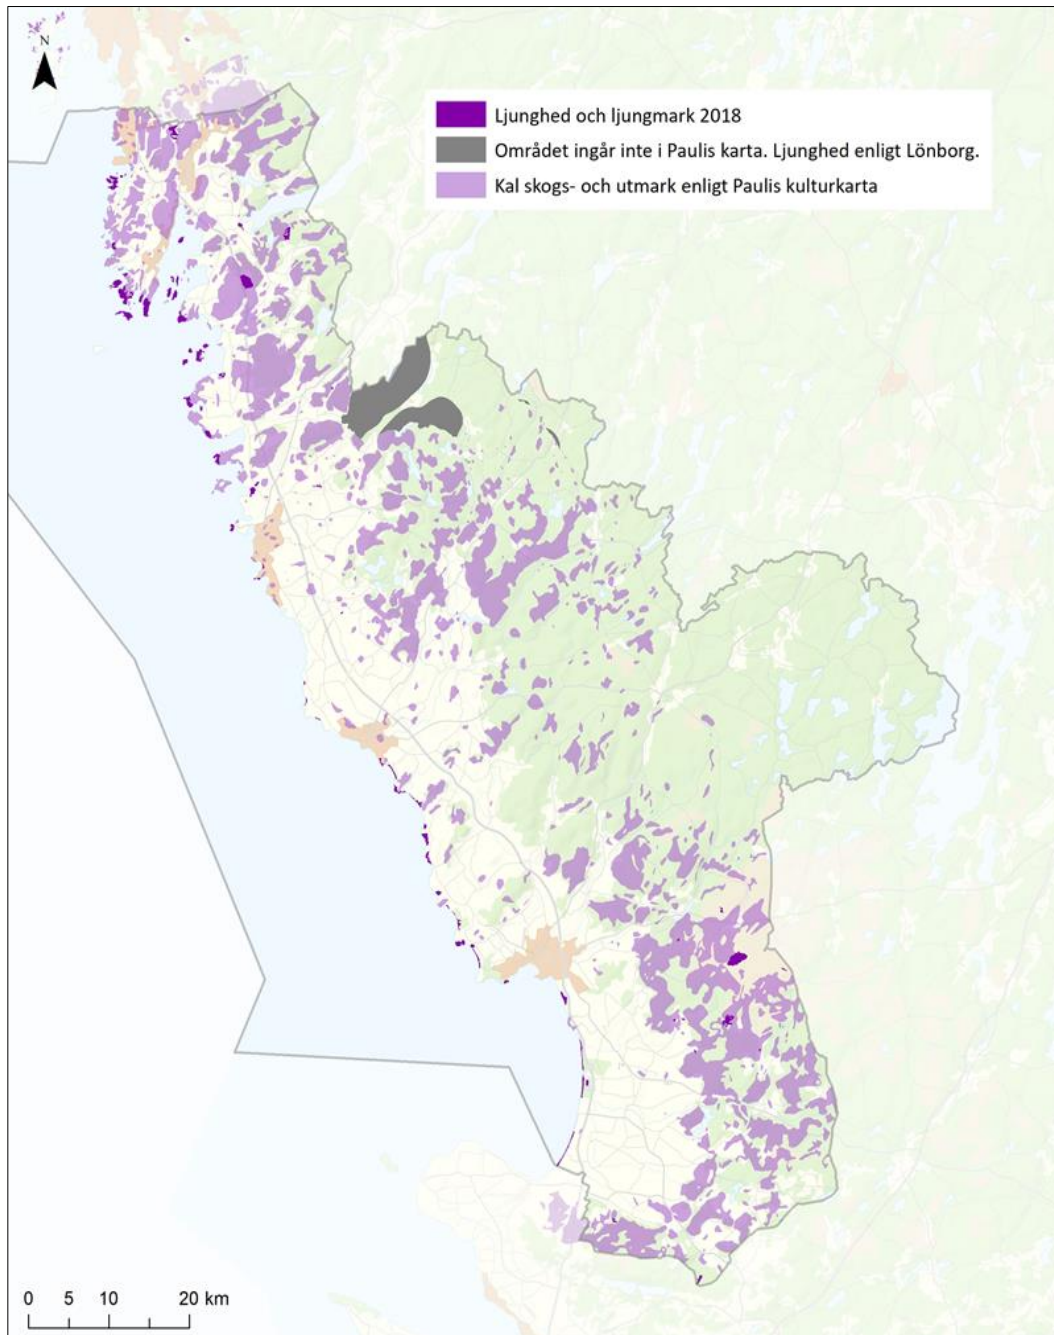 N
Ljunghed och ljungmark 2018
Området ingår inte i Paulis karta. Ljunghed enligt Lönborg.
Kal skogs- och utmark enligt Paulis kulturkarta
0 5 10 20 km